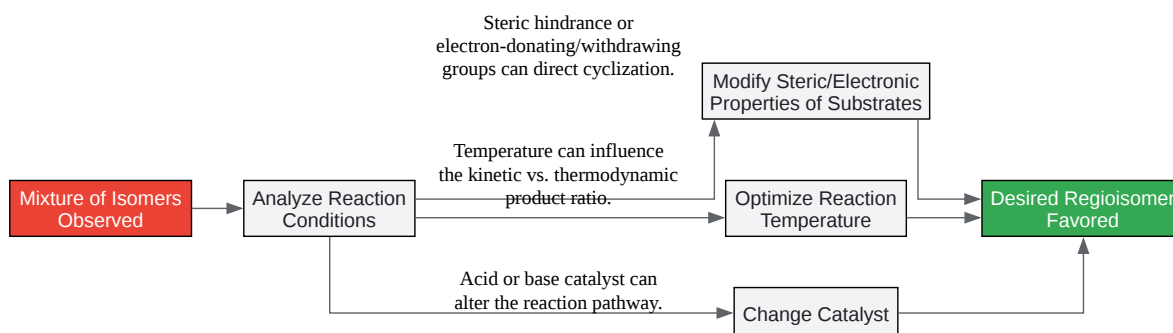 Steric hindrance or
electron-donating/withdrawing
groups can direct cyclization.
Modify Steric/Electronic
Properties of Substrates
Temperature can influence
the kinetic vs. thermodynamic
product ratio.
Mixture of Isomers
Observed
Analyze Reaction
Conditions
Optimize Reaction
Temperature
Desired Regioisomer
Favored
Acid or base catalyst can
alter the reaction pathway.
Change Catalyst